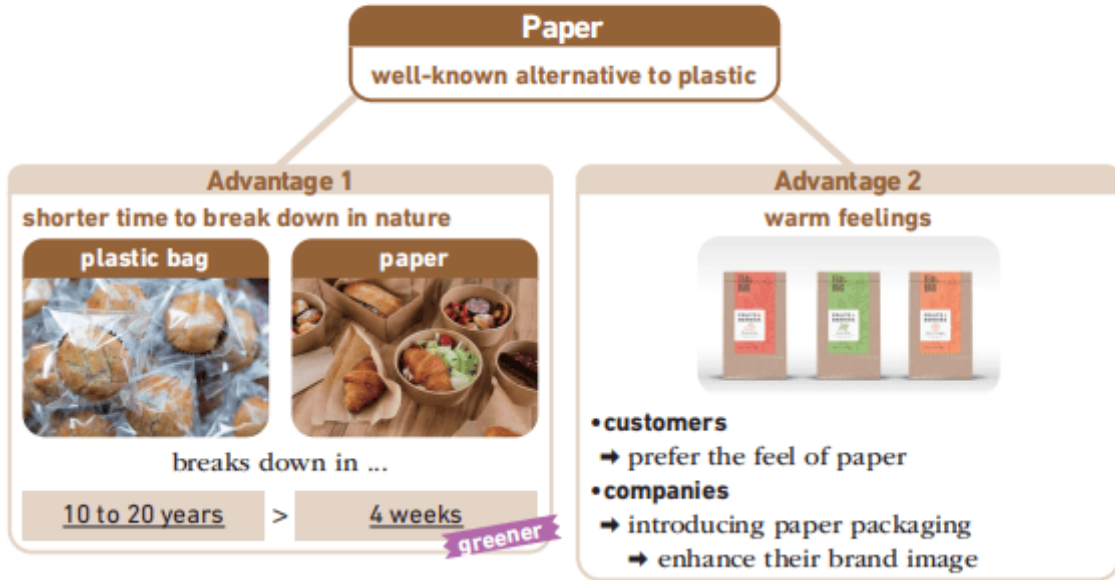 Paper
well-known alternative to plastic
Advantage 1
shorter time to break down in nature
plastic bag
paper
breaks down in ...
10 to 20 years > 4 weeks
greener
Advantage 2
warm feelings
•customers
➡ prefer the feel of paper
•companies
➡ introducing paper packaging
➡ enhance their brand image